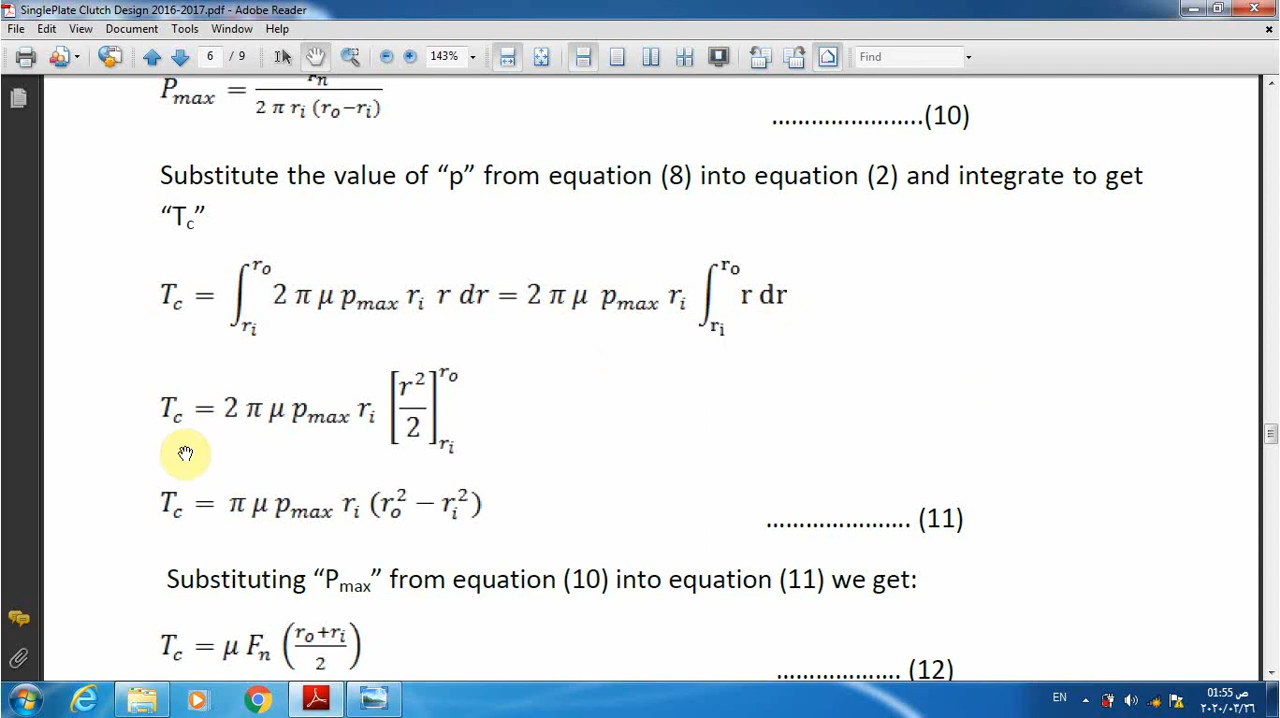 SinglePlate Clutch Design 2016-2017.pdf - Adobe Reader
File Edit View Document Tools Window Help
6 / 9 143% Find
P_max = F_n / (2 π r_i (r_o−r_i)) ........................(10)
Substitute the value of “p” from equation (8) into equation (2) and integrate to get
“T_c”
T_c = ∫_{r_i}^{r_o} 2 π μ p_max r_i r dr = 2 π μ p_max r_i ∫_{r_i}^{r_o} r dr
T_c = 2 π μ p_max r_i [r²/2]_{r_i}^{r_o}
T_c = π μ p_max r_i (r_o² − r_i²) ..................... (11)
Substituting “P_max” from equation (10) into equation (11) we get:
T_c = μ F_n ((r_o+r_i)/2) .................... (12)
EN
01:55 ص
٢٠٢٠/٠٣/٢٦